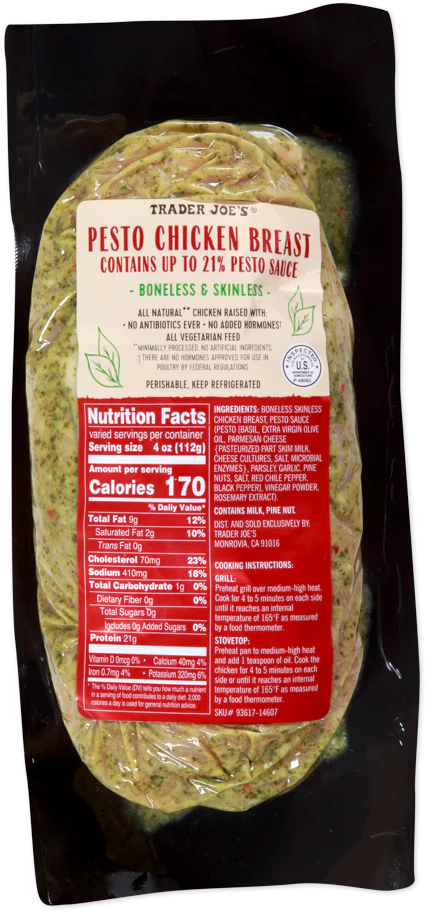 TRADER JOE'S®
PESTO CHICKEN BREAST
CONTAINS UP TO 21% PESTO SAUCE
- BONELESS & SKINLESS -
ALL NATURAL** CHICKEN RAISED WITH:
• NO ANTIBIOTICS EVER • NO ADDED HORMONES†
ALL VEGETARIAN FEED
**MINIMALLY PROCESSED, NO ARTIFICIAL INGREDIENTS
† THERE ARE NO HORMONES APPROVED FOR USE IN
POULTRY BY FEDERAL REGULATIONS
INSPECTED
U.S.
DEPARTMENT OF
AGRICULTURE
PERISHABLE, KEEP REFRIGERATED
Nutrition Facts
varied servings per container
Serving size 4 oz (112g)
Amount per serving
Calories 170
% Daily Value*
Total Fat 9g 12%
Saturated Fat 2g 10%
Trans Fat 0g
Cholesterol 70mg 23%
Sodium 410mg 18%
Total Carbohydrate 1g 0%
Dietary Fiber 0g 0%
Total Sugars 0g
Includes 0g Added Sugars 0%
Protein 21g
Vitamin D 0mcg 0% • Calcium 40mg 4%
Iron 0.7mg 4% • Potassium 320mg 6%
* The % Daily Value (DV) tells you how much a nutrient
in a serving of food contributes to a daily diet. 2,000
calories a day is used for general nutrition advice.
INGREDIENTS: BONELESS SKINLESS
CHICKEN BREAST, PESTO SAUCE
(PESTO [BASIL, EXTRA VIRGIN OLIVE
OIL, PARMESAN CHEESE
{PASTEURIZED PART SKIM MILK,
CHEESE CULTURES, SALT, MICROBIAL
ENZYMES}, PARSLEY, GARLIC, PINE
NUTS, SALT, RED CHILE PEPPER,
BLACK PEPPER], VINEGAR POWDER,
ROSEMARY EXTRACT).
CONTAINS MILK, PINE NUT.
DIST. AND SOLD EXCLUSIVELY BY:
TRADER JOE'S
MONROVIA, CA 91016
COOKING INSTRUCTIONS:
GRILL:
Preheat grill over medium-high heat.
Cook for 4 to 5 minutes on each side
until it reaches an internal
temperature of 165°F as measured
by a food thermometer.
STOVETOP:
Preheat pan to medium-high heat
and add 1 teaspoon of oil. Cook the
chicken for 4 to 5 minutes on each
side or until it reaches an internal
temperature of 165°F as measured
by a food thermometer.
SKU# 93617-14607